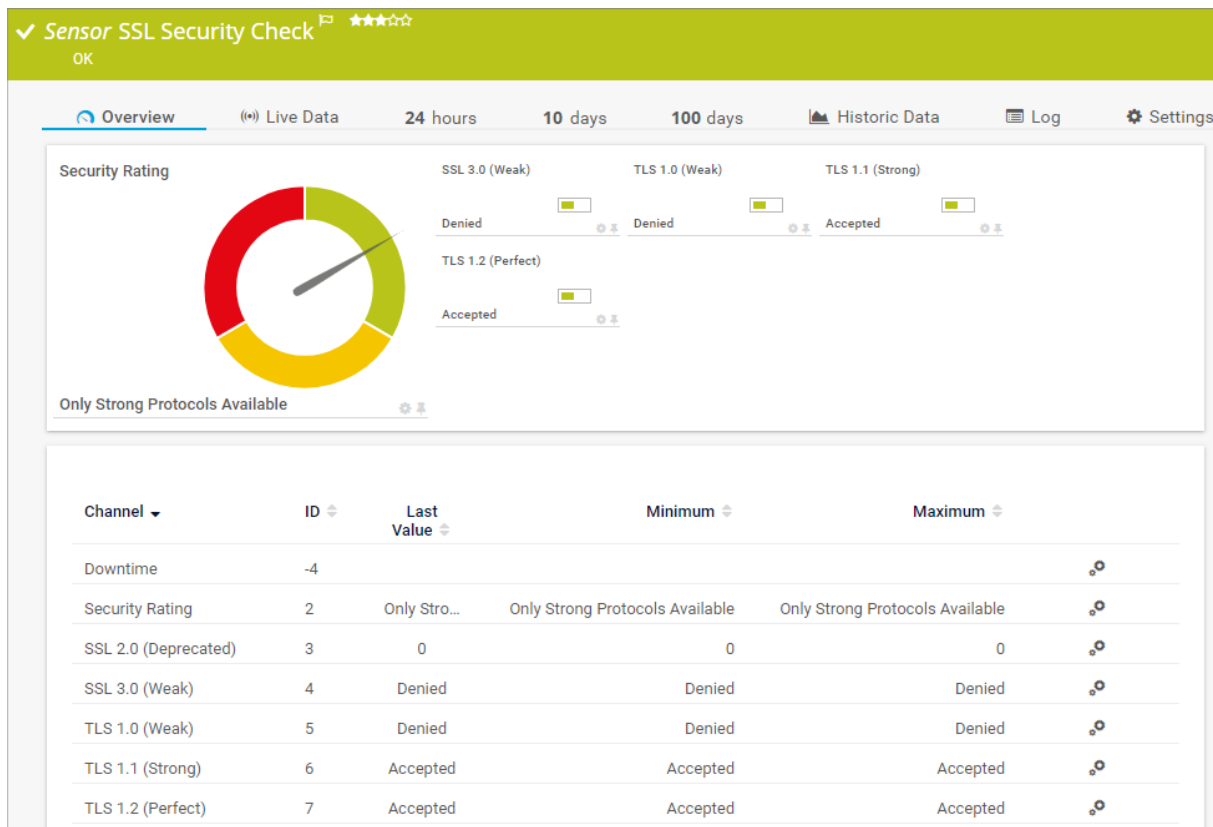 Sensor SSL Security Check
OK
Overview Live Data 24 hours 10 days 100 days Historic Data Log Settings
Security Rating
Only Strong Protocols Available
SSL 3.0 (Weak)
Denied
TLS 1.0 (Weak)
Denied
TLS 1.1 (Strong)
Accepted
TLS 1.2 (Perfect)
Accepted
Channel ID Last Value Minimum Maximum
Downtime -4
Security Rating 2 Only Stro... Only Strong Protocols Available Only Strong Protocols Available
SSL 2.0 (Deprecated) 3 0 0 0
SSL 3.0 (Weak) 4 Denied Denied Denied
TLS 1.0 (Weak) 5 Denied Denied Denied
TLS 1.1 (Strong) 6 Accepted Accepted Accepted
TLS 1.2 (Perfect) 7 Accepted Accepted Accepted